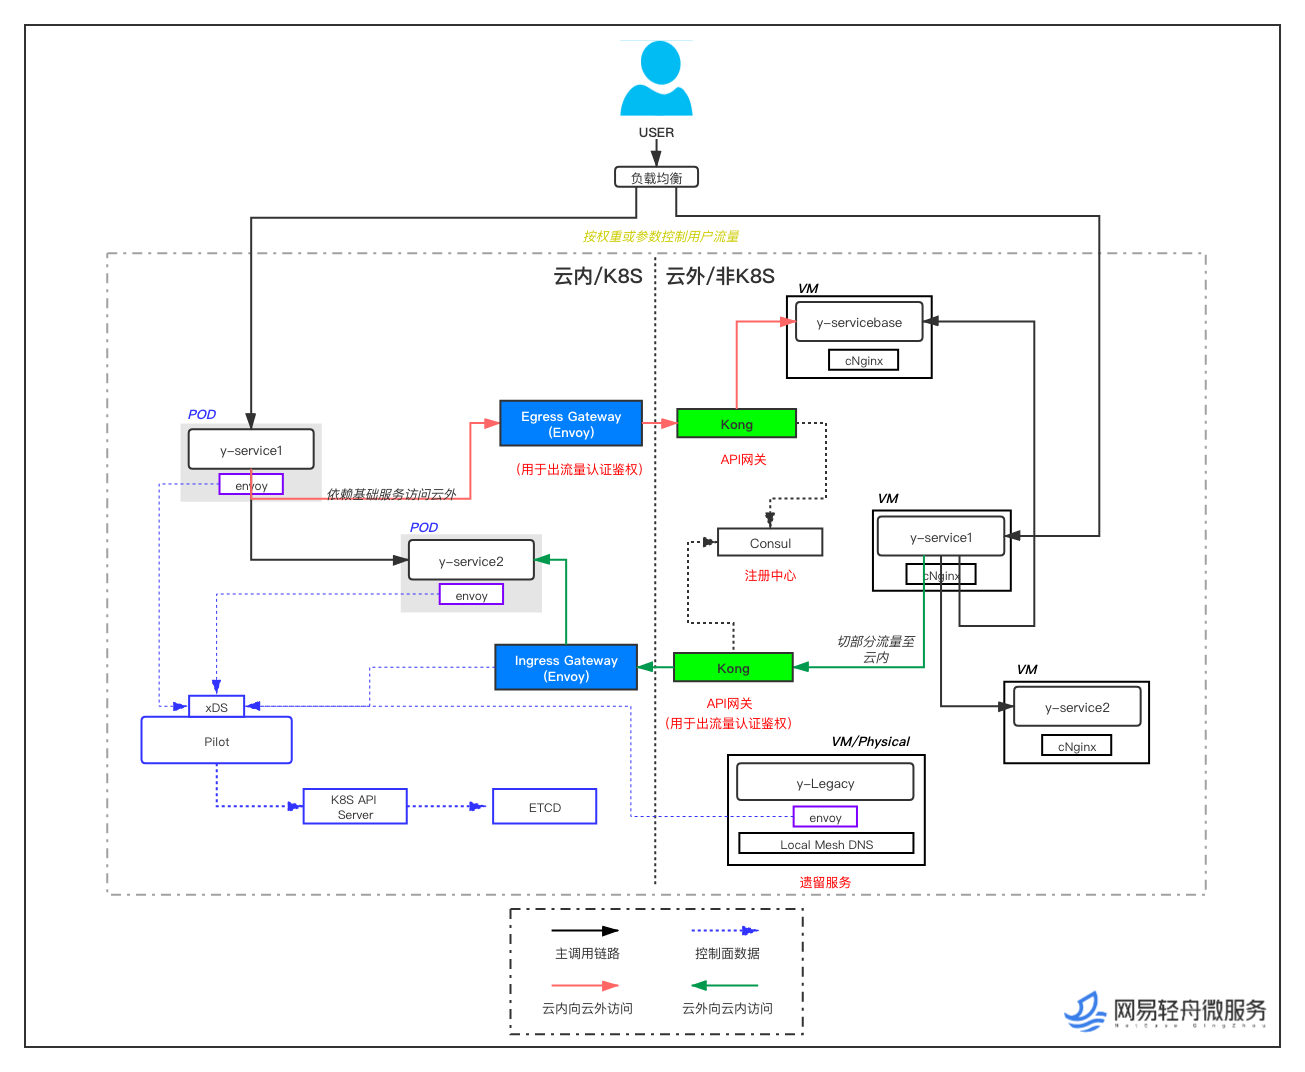 USER
负载均衡
按权重或参数控制用户流量
云内/K8S
云外/非K8S
VM
y-servicebase
cNginx
POD
y-service1
envoy
依赖基础服务访问云外
Egress Gateway
(Envoy)
(用于出流量认证鉴权)
Kong
API网关
VM
y-service1
cNginx
Consul
注册中心
POD
y-service2
envoy
切部分流量至
云内
Ingress Gateway
(Envoy)
Kong
API网关
(用于出流量认证鉴权)
VM
y-service2
cNginx
xDS
Pilot
K8S API
Server
ETCD
VM/Physical
y-Legacy
envoy
Local Mesh DNS
遗留服务
主调用链路
控制面数据
云内向云外访问
云外向云内访问
网易轻舟微服务
NetEase QingZhou